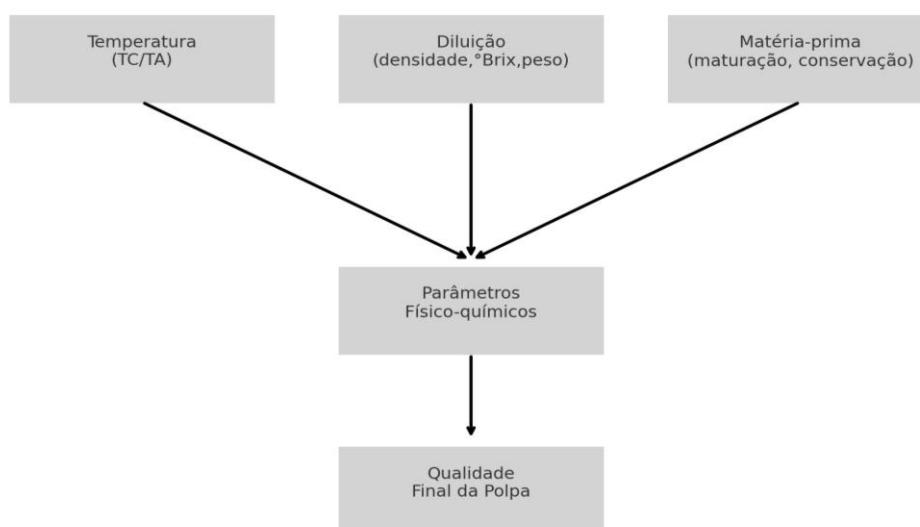 Temperatura
(TC/TA)
Diluição
(densidade,°Brix,peso)
Matéria-prima
(maturação, conservação)
Parâmetros
Físico-químicos
Qualidade
Final da Polpa